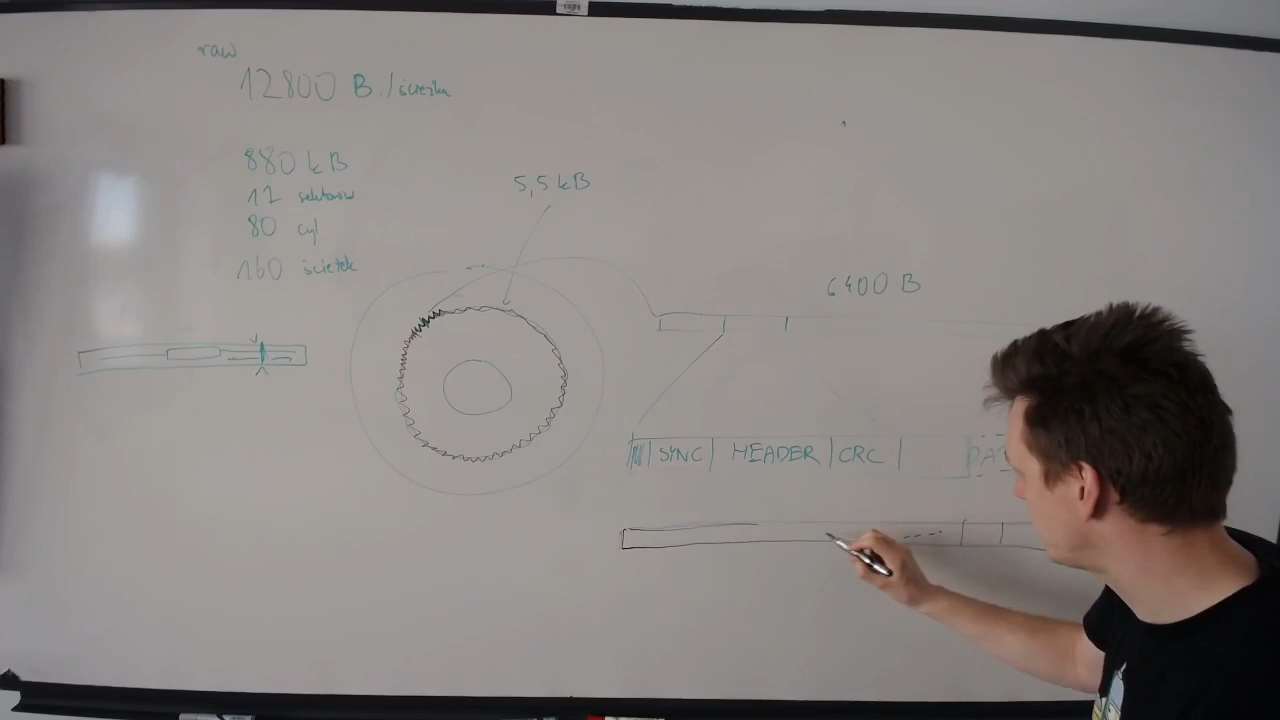 raw
12800 B /ścieżka
880 kB
11 sektorów
80 cyl
160 ścieżek
5,5 kB
6400 B
SYNC HEADER CRC